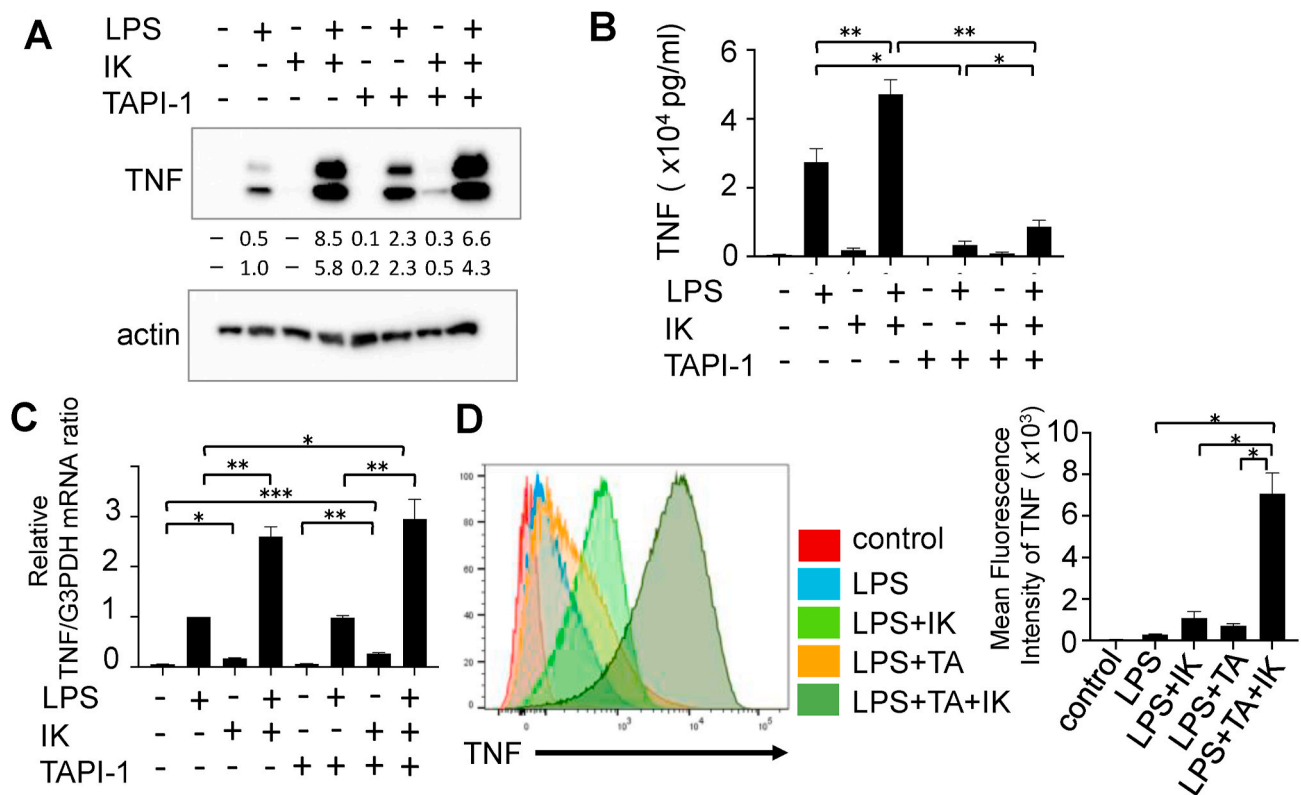 A
LPS - + - + - + - +
IK - - + + - - + +
TAPI-1 - - - - + + + +
TNF
– 0.5 – 8.5 0.1 2.3 0.3 6.6
– 1.0 – 5.8 0.2 2.3 0.5 4.3
actin
B
** **
* *
TNF ( x10⁴ pg/ml)
6
4
2
0
LPS - + - + - + - +
IK - - + + - - + +
TAPI-1 - - - - + + + +
C
Relative
TNF/G3PDH mRNA ratio
*
** **
***
* **
3
2
1
0
LPS - + - + - + - +
IK - - + + - - + +
TAPI-1 - - - - + + + +
D
100
80
60
40
20
0
0 10³ 10⁴ 10⁵
TNF
control
LPS
LPS+IK
LPS+TA
LPS+TA+IK
Mean Fluorescence
Intensity of TNF ( x10³)
*
*
*
10
8
6
4
2
0
control
LPS
LPS+IK
LPS+TA
LPS+TA+IK